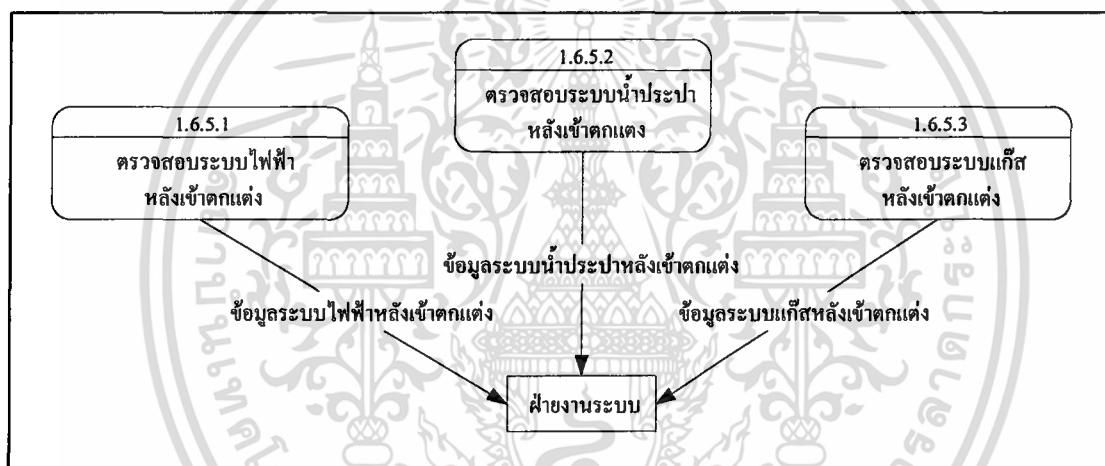 1.6.5.2
ตรวจสอบระบบน้ำประปา
หลังเข้าตกแตง
1.6.5.1
ตรวจสอบระบบไฟฟ้า
หลังเข้าตกแต่ง
1.6.5.3
ตรวจสอบระบบแก๊ส
หลังเข้าตกแต่ง
ข้อมูลระบบน้ำประปาหลังเข้าตกแต่ง
ข้อมูลระบบไฟฟ้าหลังเข้าตกแต่ง
ข้อมูลระบบแก๊สหลังเข้าตกแต่ง
ฝ่ายงานระบบ